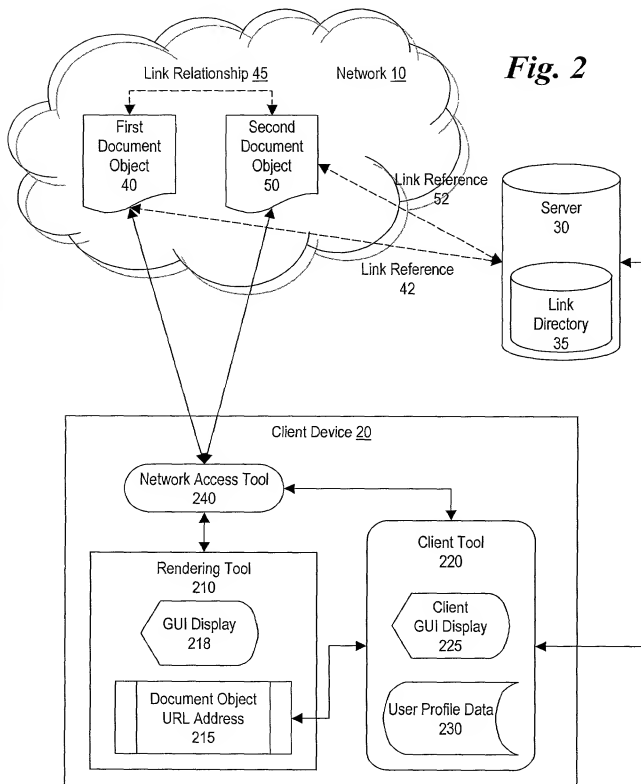 Fig. 2
Link Relationship 45
Network 10
First
Document
Object
40
Second
Document
Object
50
Link Reference
52
Link Reference
42
Server
30
Link
Directory
35
Client Device 20
Network Access Tool
240
Rendering Tool
210
GUI Display
218
Document Object
URL Address
215
Client Tool
220
Client
GUI Display
225
User Profile Data
230